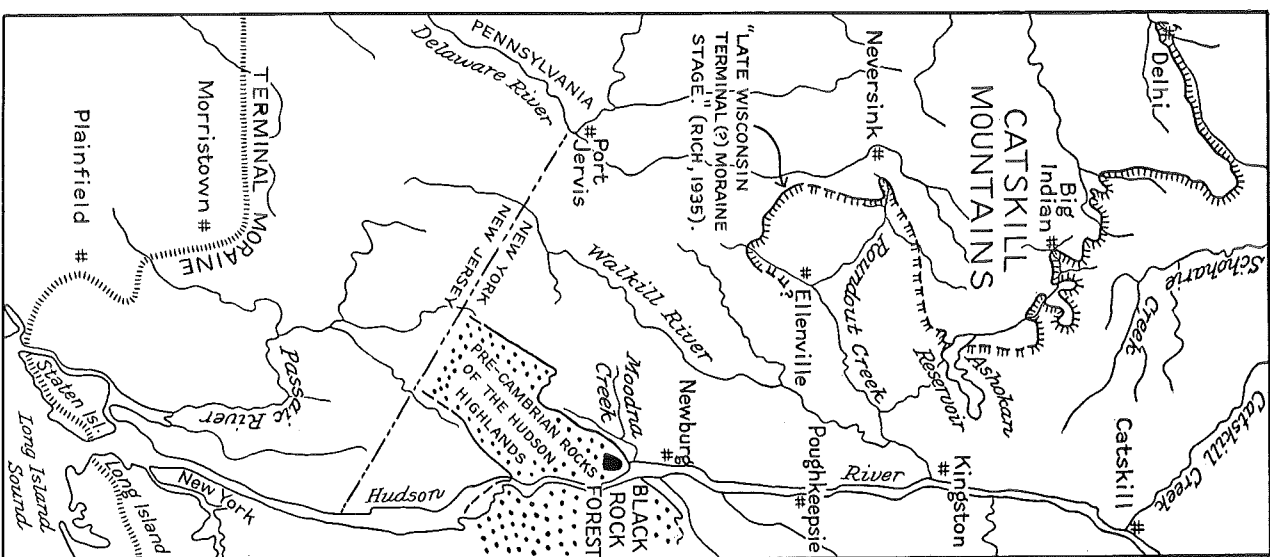 Delhi
Schoharie
Creek
Catskill Creek
Catskill
#
CATSKILL
MOUNTAINS
Big
Indian #
Ashokan
Reservoir
Neversink #
Roundout Creek
Kingston
#
"LATE WISCONSIN
TERMINAL (?) MORAINE
STAGE." (RICH, 1935).
?
# Ellenville
River
Poughkeepsie
#
PENNSYLVANIA
Delaware River
#
Port
Jervis
Walkill River
Newburg
#
Moodna
Creek
NEW YORK
NEW JERSEY
PRE-CAMBRIAN ROCKS
OF THE HUDSON
HIGHLANDS
BLACK
ROCK
FOREST
TERMINAL MORAINE
Morristown #
Plainfield #
Passaic River
Hudson
New York
Staten Isl.
Long Island
Long Island
Sound